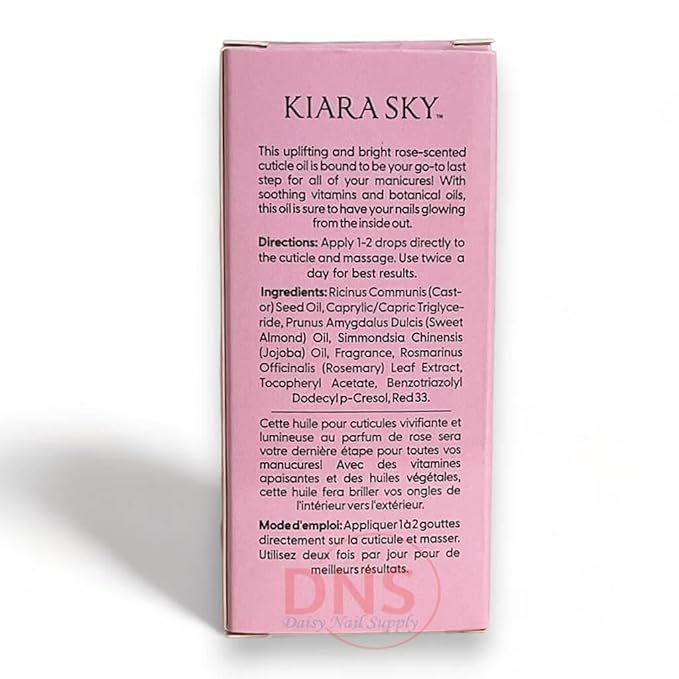 KIARA SKY™
This uplifting and bright rose-scented
cuticle oil is bound to be your go-to last
step for all of your manicures! With
soothing vitamins and botanical oils,
this oil is sure to have your nails glowing
from the inside out.
Directions: Apply 1-2 drops directly to
the cuticle and massage. Use twice a
day for best results.
Ingredients: Ricinus Communis (Cast-
or) Seed Oil, Caprylic/Capric Triglyce-
ride, Prunus Amygdalus Dulcis (Sweet
Almond) Oil, Simmondsia Chinensis
(Jojoba) Oil, Fragrance, Rosmarinus
Officinalis (Rosemary) Leaf Extract,
Tocopheryl Acetate, Benzotriazolyl
Dodecyl p-Cresol, Red 33.
Cette huile pour cuticules vivifiante et
lumineuse au parfum de rose sera
votre dernière étape pour toutes vos
manucures! Avec des vitamines
apaisantes et des huiles végétales,
cette huile fera briller vos ongles de
l'intérieur vers l'extérieur.
Mode d'emploi: Appliquer 1 à 2 gouttes
directement sur la cuticule et masser.
Utilisez deux fois par jour pour de
meilleurs résultats.
DNS
Daisy Nail Supply